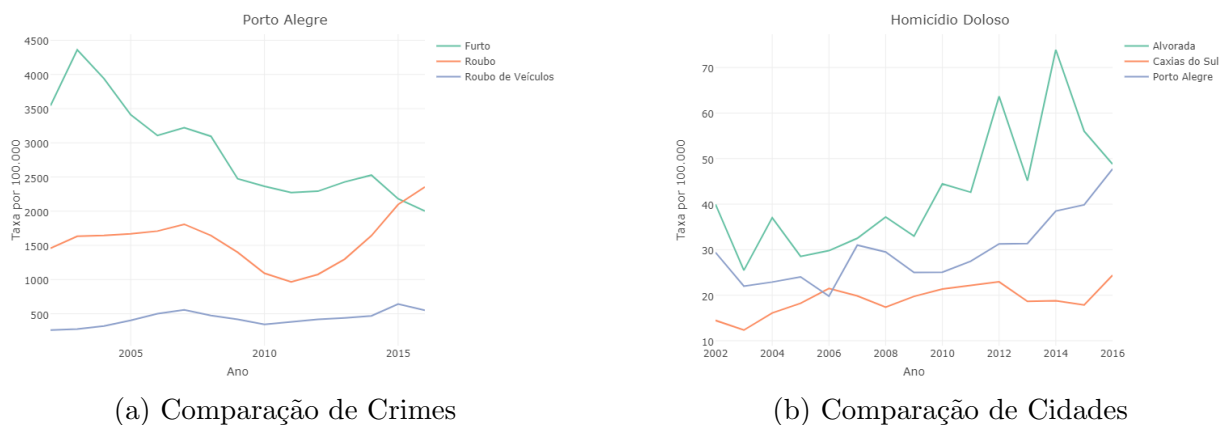 Porto Alegre
4500
4000
3500
3000
2500
2000
1500
1000
500
Taxa por 100.000
2005 2010 2015
Ano
Furto
Roubo
Roubo de Veículos
(a) Comparação de Crimes
Homicidio Doloso
70
60
50
40
30
20
10
Taxa por 100.000
2002 2004 2006 2008 2010 2012 2014 2016
Ano
Alvorada
Caxias do Sul
Porto Alegre
(b) Comparação de Cidades